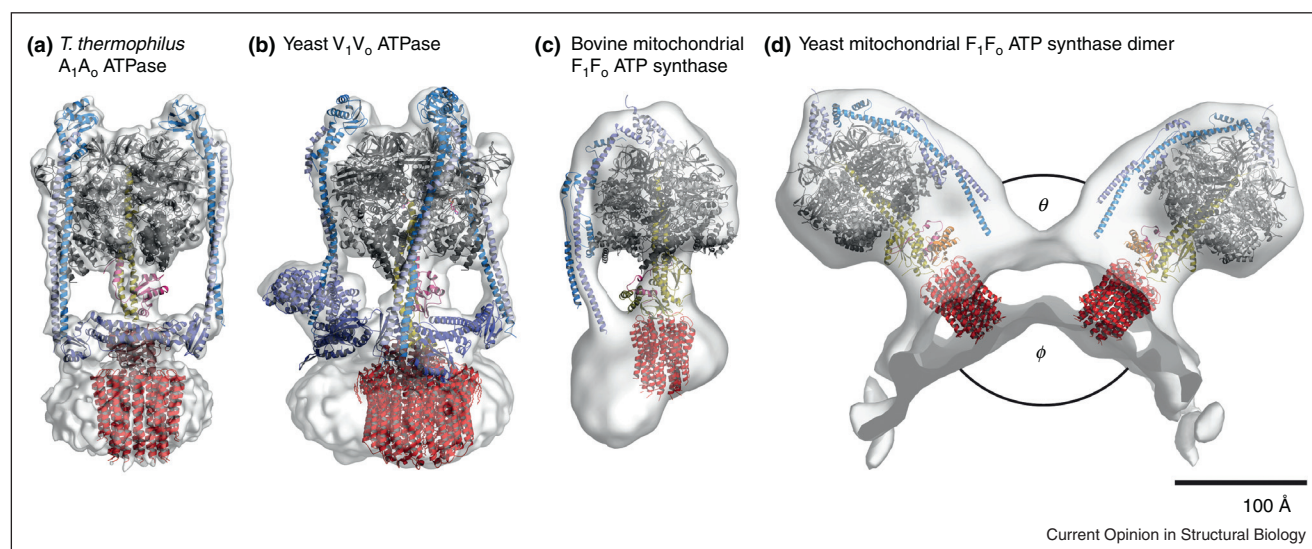 (a) T. thermophilus
A₁Aₒ ATPase
(b) Yeast V₁Vₒ ATPase
(c) Bovine mitochondrial
F₁Fₒ ATP synthase
(d) Yeast mitochondrial F₁Fₒ ATP synthase dimer
θ
ϕ
100 Å
Current Opinion in Structural Biology